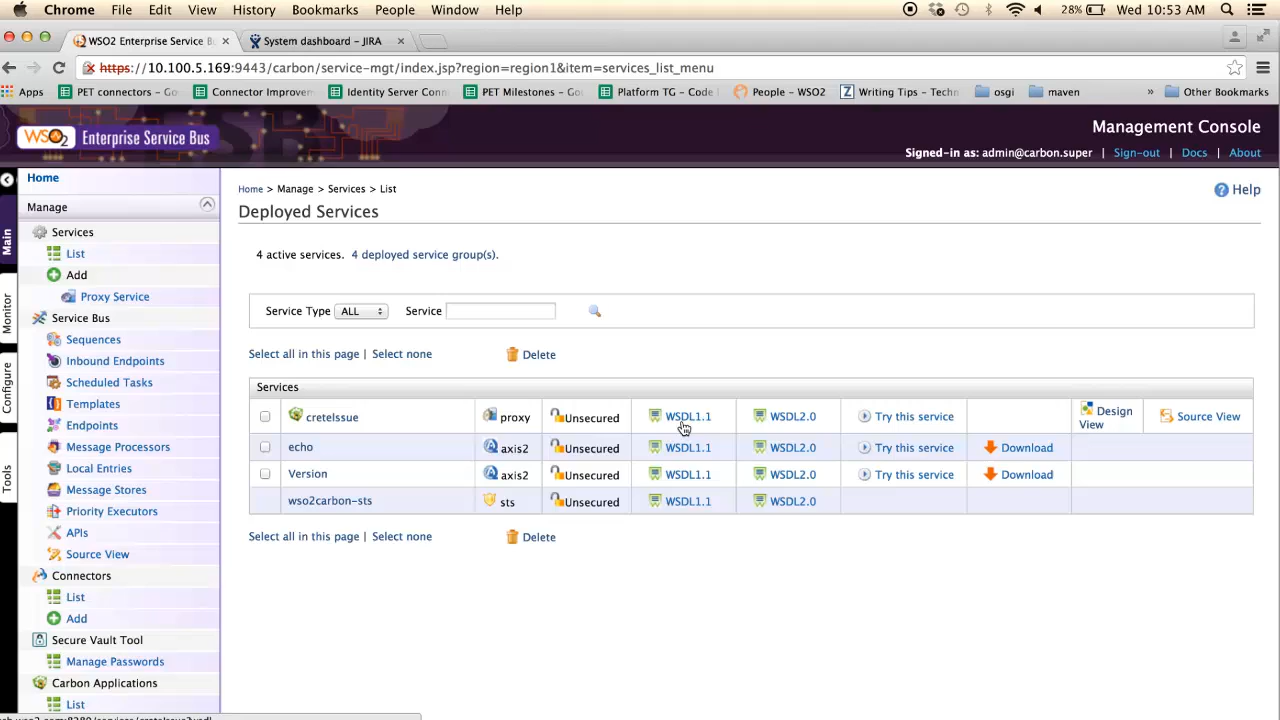 Chrome File Edit View History Bookmarks People Window Help 28% Wed 10:53 AM
WSO2 Enterprise Service B System dashboard - JIRA
https://10.100.5.169:9443/carbon/service-mgt/index.jsp?region=region1&item=services_list_menu
Apps PET connectors - Go Connector Improvem Identity Server Conn PET Milestones - Go Platform TG - Code People - WSO2 Writing Tips - Techn osgi maven » Other Bookmarks
WSO2 Enterprise Service Bus
Management Console
Signed-in as: admin@carbon.super | Sign-out | Docs | About
Main
Monitor
Configure
Tools
Home
Manage
Services
List
Add
Proxy Service
Service Bus
Sequences
Inbound Endpoints
Scheduled Tasks
Templates
Endpoints
Message Processors
Local Entries
Message Stores
Priority Executors
APIs
Source View
Connectors
List
Add
Secure Vault Tool
Manage Passwords
Carbon Applications
List
Home > Manage > Services > List
Help
Deployed Services
4 active services. 4 deployed service group(s).
Service Type ALL Service
Select all in this page | Select none Delete
Services
creteIssue proxy Unsecured WSDL1.1 WSDL2.0 Try this service Design View Source View
echo axis2 Unsecured WSDL1.1 WSDL2.0 Try this service Download
Version axis2 Unsecured WSDL1.1 WSDL2.0 Try this service Download
wso2carbon-sts sts Unsecured WSDL1.1 WSDL2.0
Select all in this page | Select none Delete